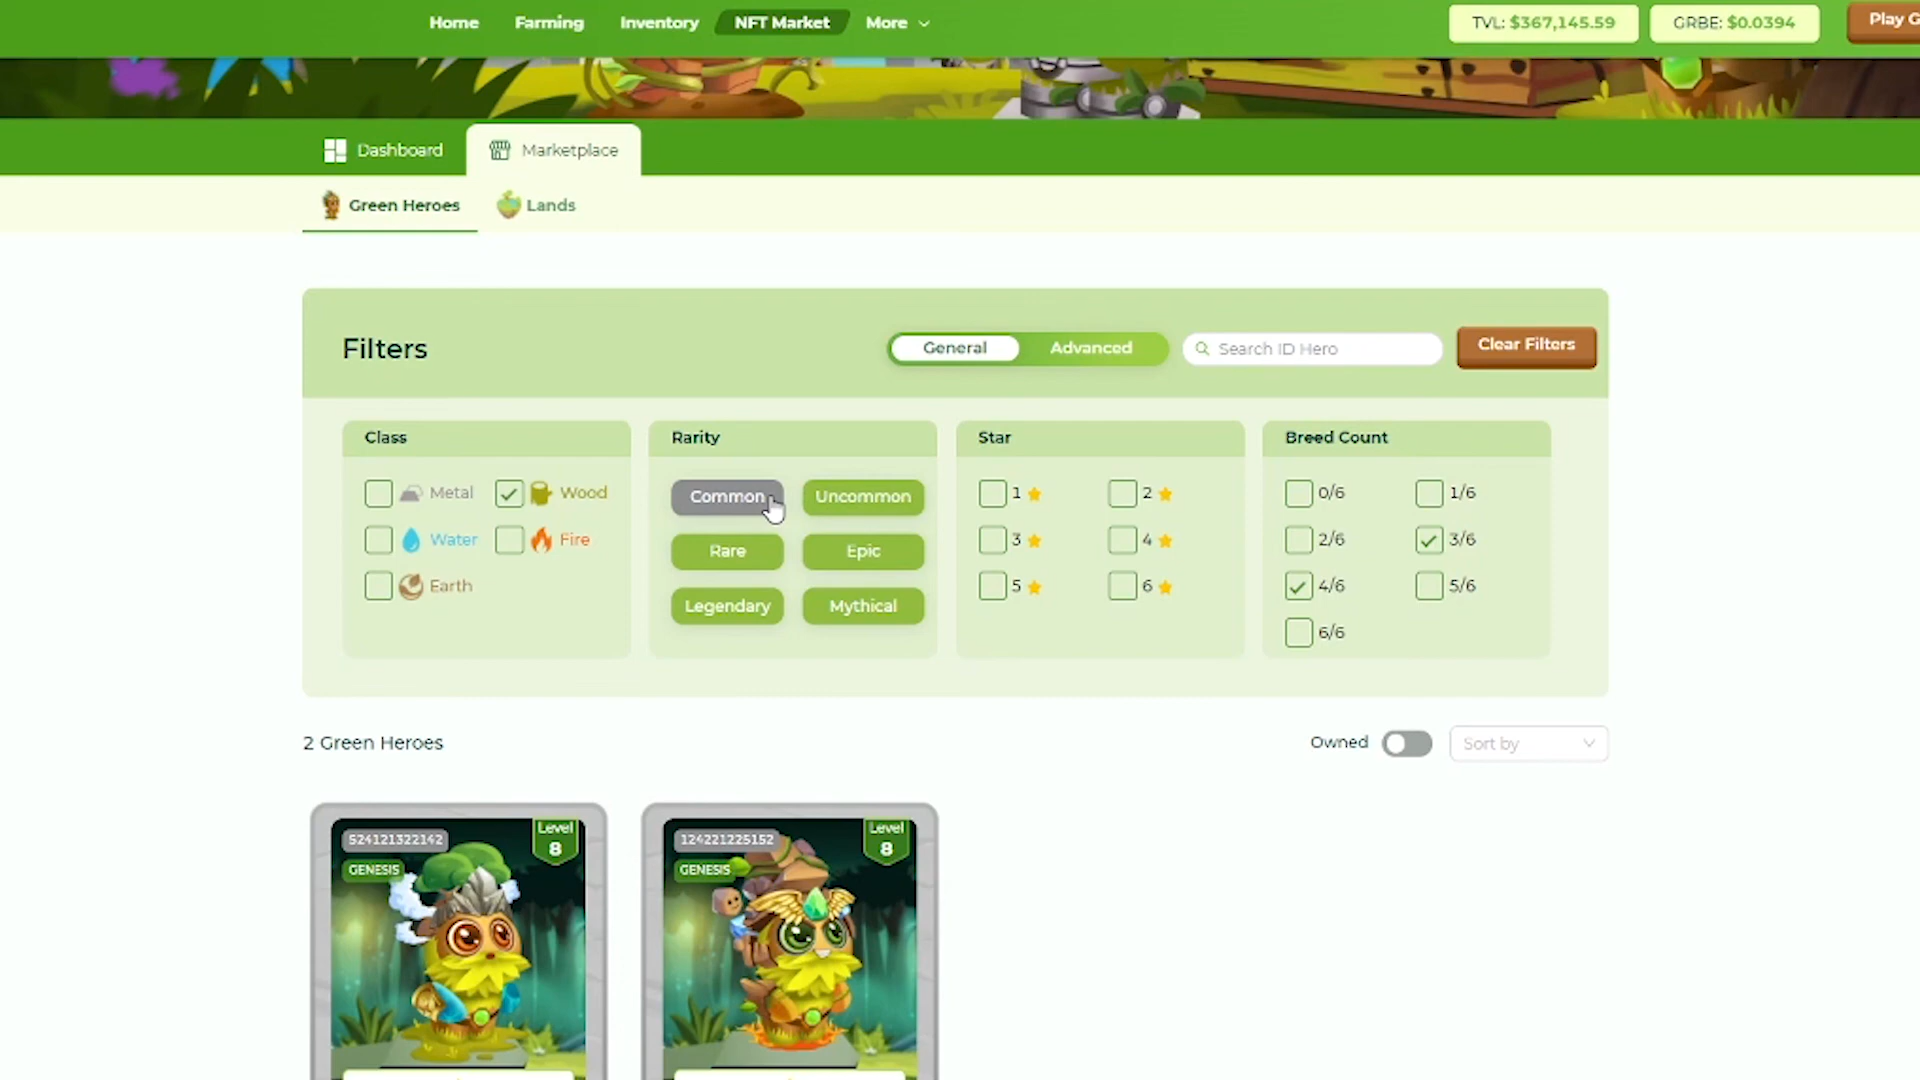 Home Farming Inventory NFT Market More TVL: $367,145.59 GRBE: $0.0394 Play G
Dashboard Marketplace
Green Heroes Lands
Filters General Advanced Search ID Hero Clear Filters
Class Rarity Star Breed Count
Metal Wood Common Uncommon 1 2 0/6 1/6
Water Fire Rare Epic 3 4 2/6 3/6
Earth Legendary Mythical 5 6 4/6 5/6
6/6
2 Green Heroes Owned Sort by
524121322142 Level 8 124221225152 Level 8
GENESIS GENESIS